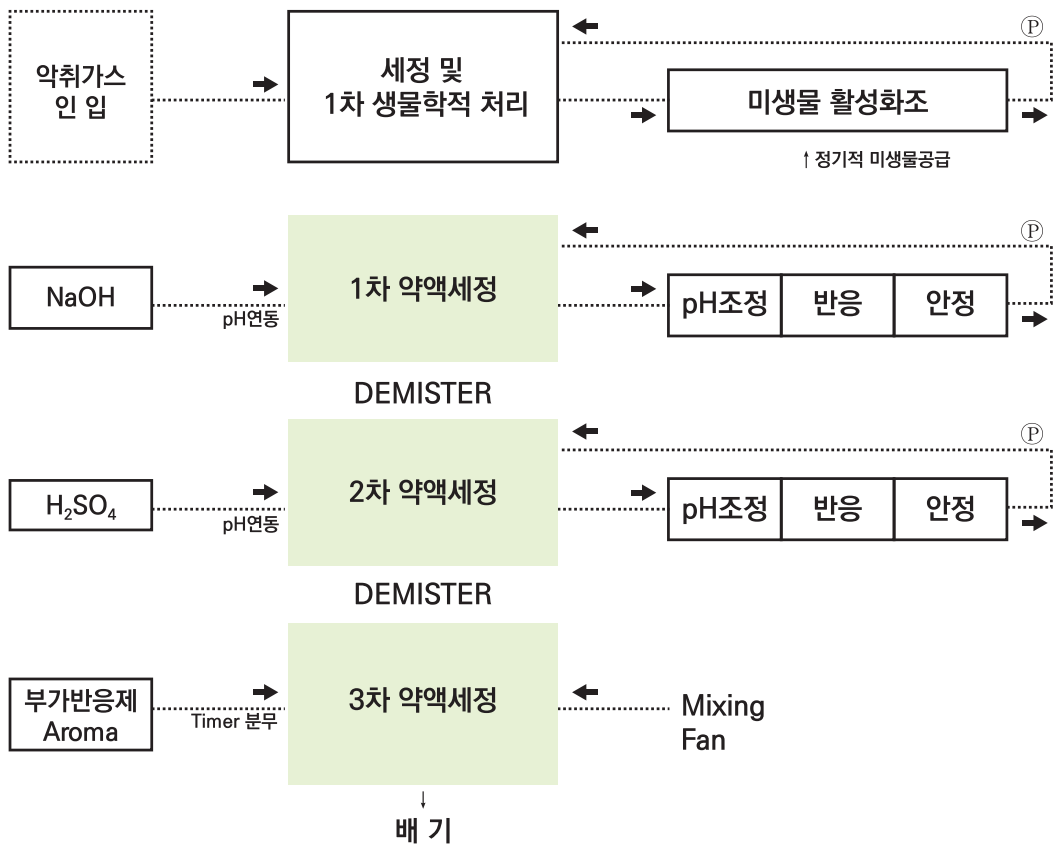 Ⓟ
악취가스
인 입
세정 및
1차 생물학적 처리
미생물 활성화조
↑ 정기적 미생물공급
Ⓟ
NaOH
pH연동
1차 약액세정
pH조정
반응
안정
DEMISTER
Ⓟ
H₂SO₄
pH연동
2차 약액세정
pH조정
반응
안정
DEMISTER
부가반응제
Aroma
Timer 분무
3차 약액세정
Mixing
Fan
↓
배 기